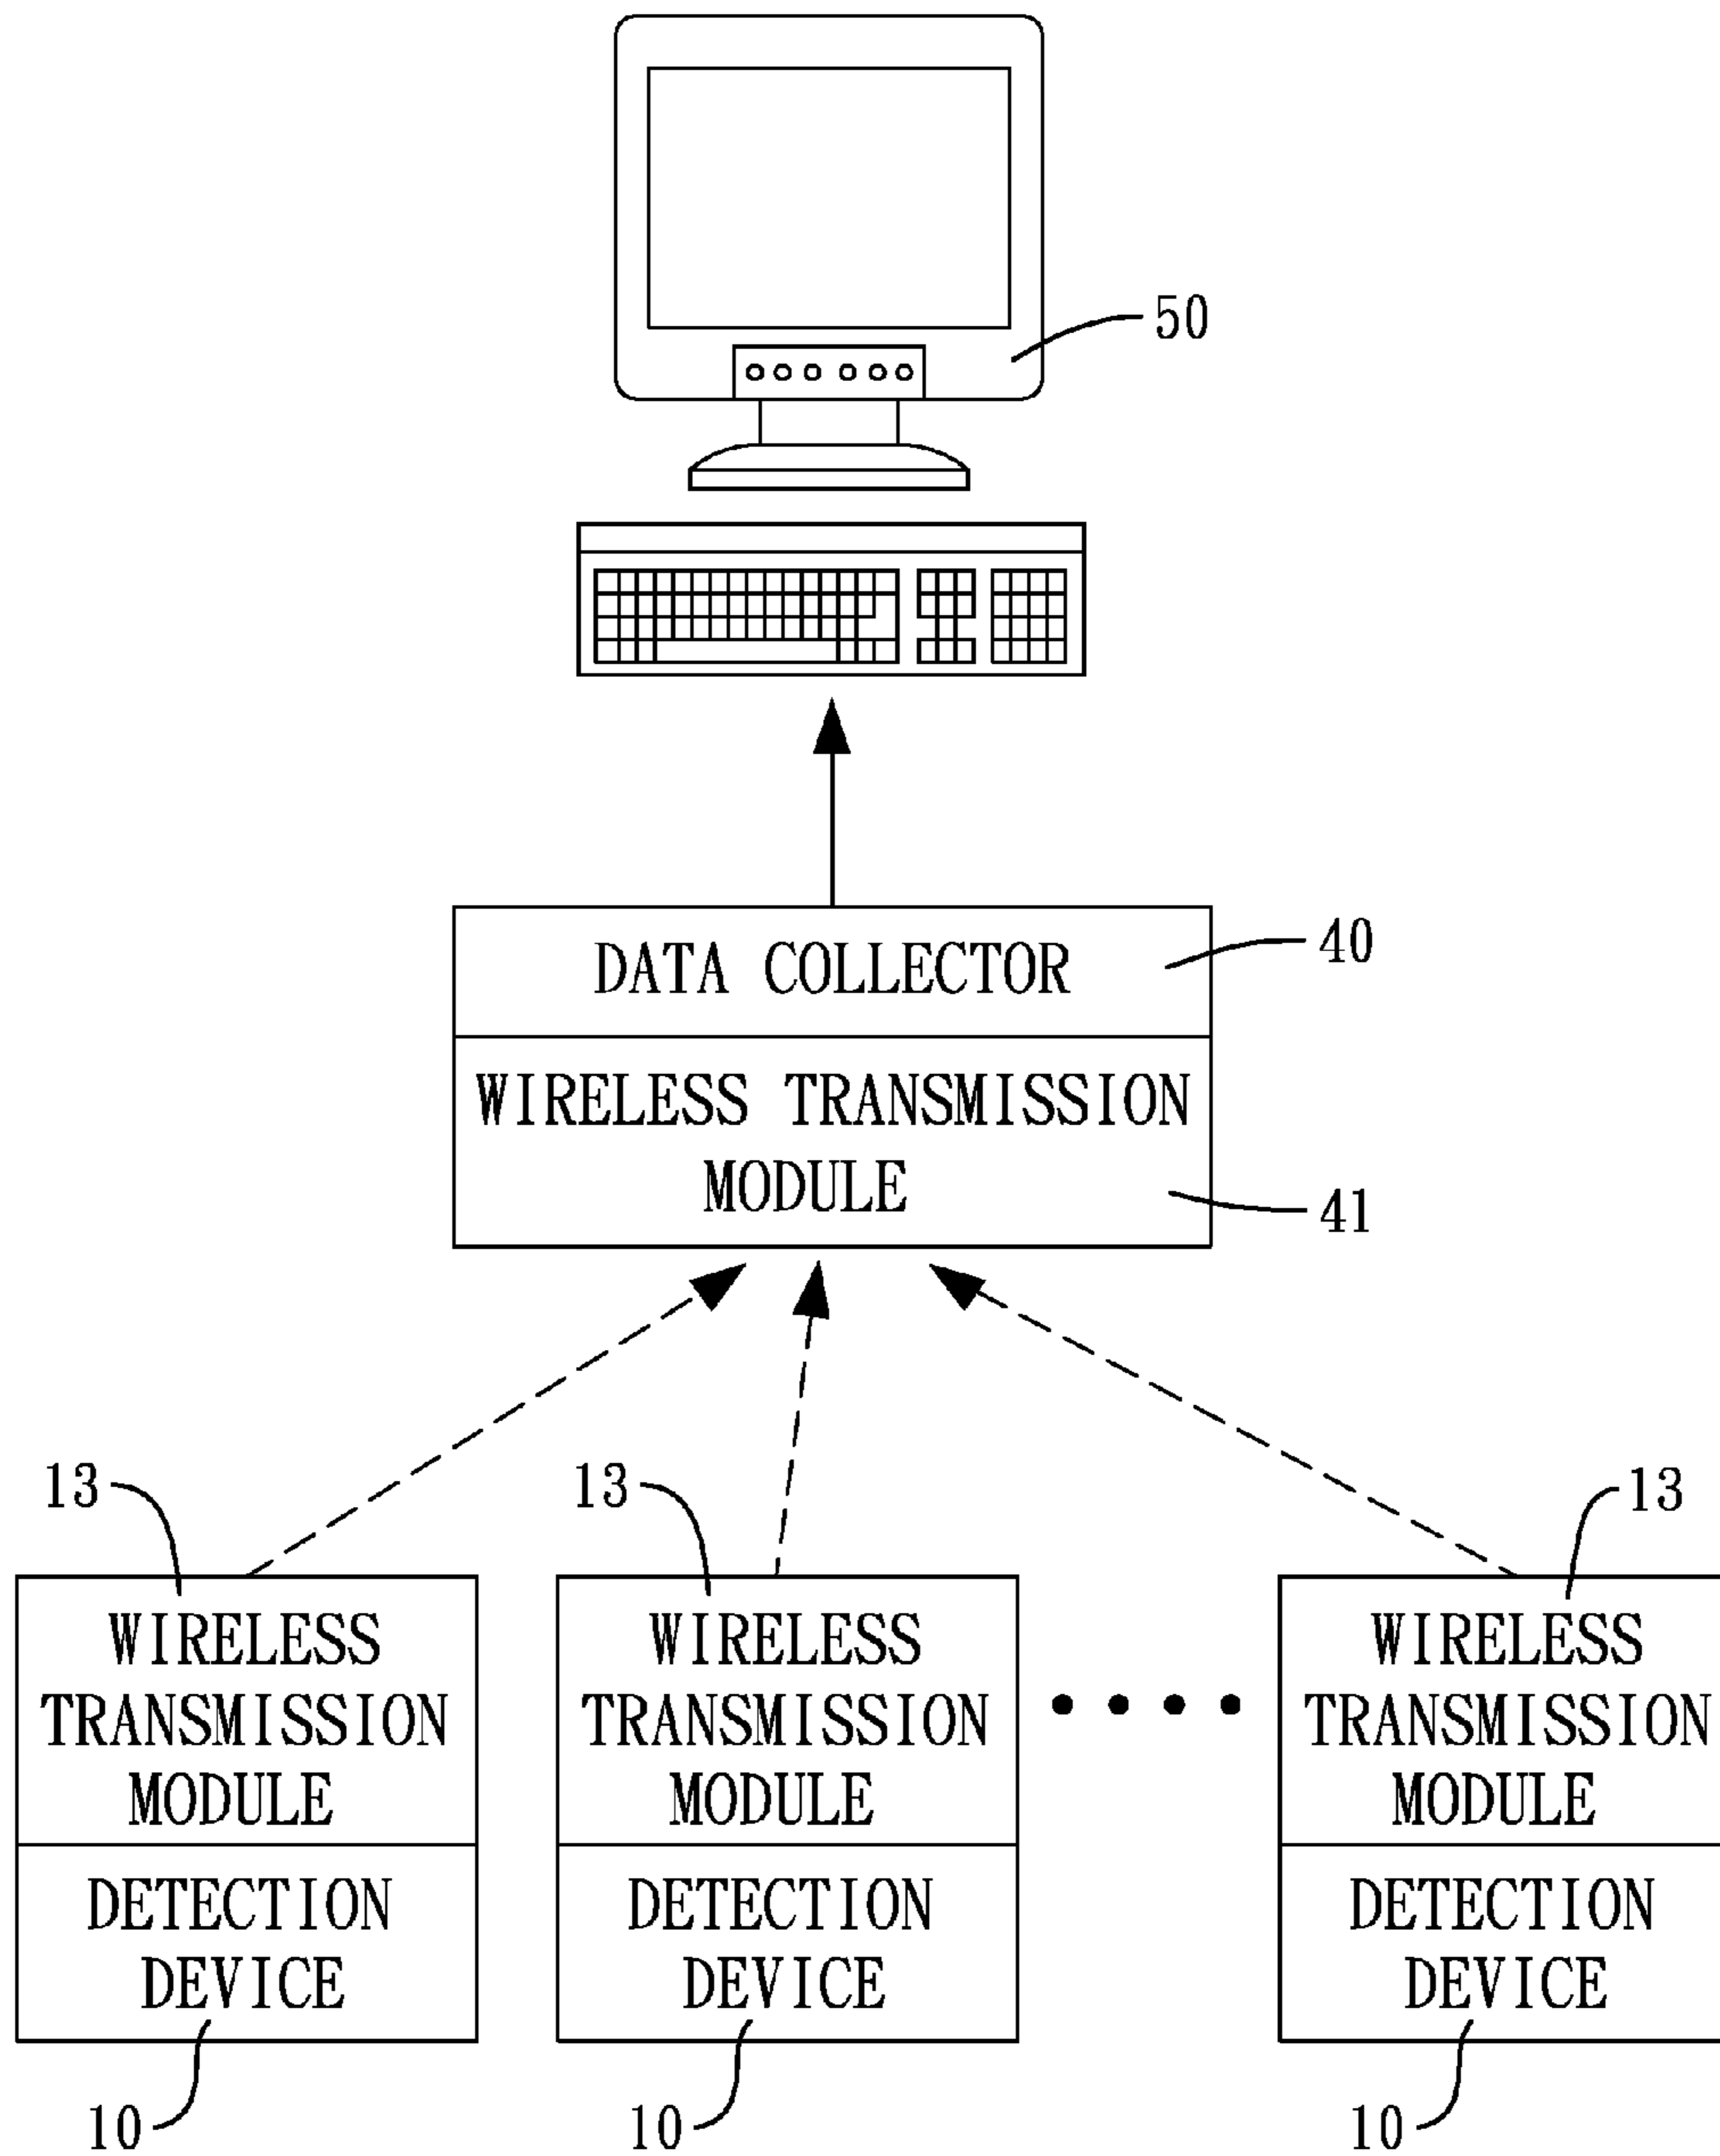 50
DATA COLLECTOR
40
WIRELESS TRANSMISSION
MODULE
41
13
13
13
WIRELESS
TRANSMISSION
MODULE
DETECTION
DEVICE
10
WIRELESS
TRANSMISSION
MODULE
DETECTION
DEVICE
10
WIRELESS
TRANSMISSION
MODULE
DETECTION
DEVICE
10